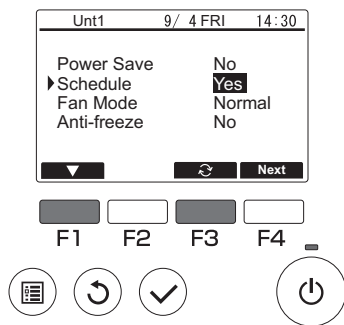 Unt1 9/ 4 FRI 14:30
Power Save No
Schedule Yes
Fan Mode Normal
Anti-freeze No
Next
F1 F2 F3 F4